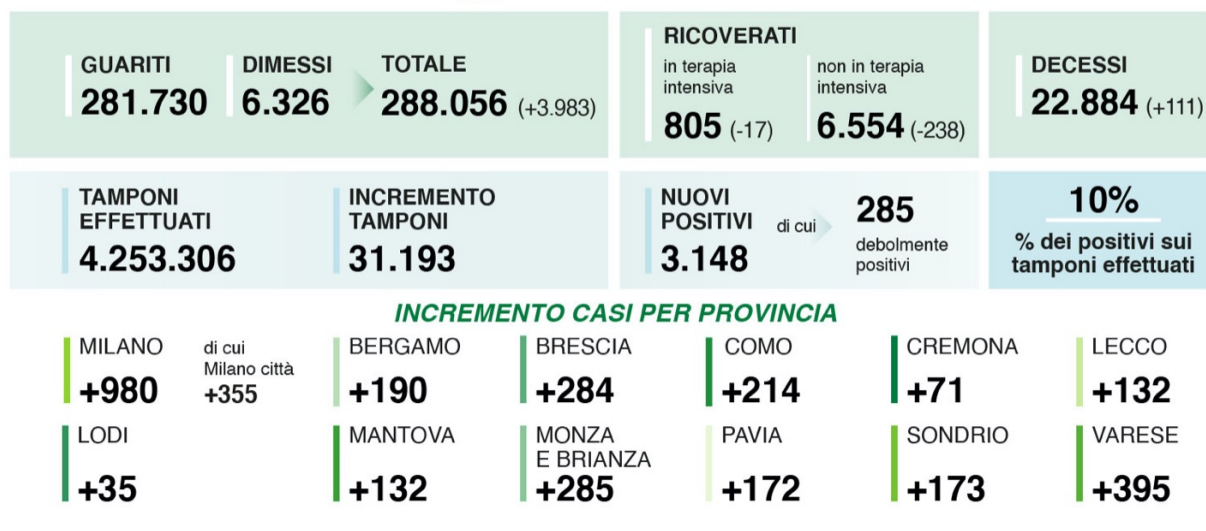 GUARITI
281.730
DIMESSI
6.326
TOTALE
288.056 (+3.983)
RICOVERATI
in terapia
intensiva
805 (-17)
non in terapia
intensiva
6.554 (-238)
DECESSI
22.884 (+111)
TAMPONI
EFFETTUATI
4.253.306
INCREMENTO
TAMPONI
31.193
NUOVI
POSITIVI
3.148
di cui
285
debolmente
positivi
10%
% dei positivi sui
tamponi effettuati
INCREMENTO CASI PER PROVINCIA
MILANO
+980
di cui
Milano città
+355
BERGAMO
+190
BRESCIA
+284
COMO
+214
CREMONA
+71
LECCO
+132
LODI
+35
MANTOVA
+132
MONZA
E BRIANZA
+285
PAVIA
+172
SONDRIO
+173
VARESE
+395